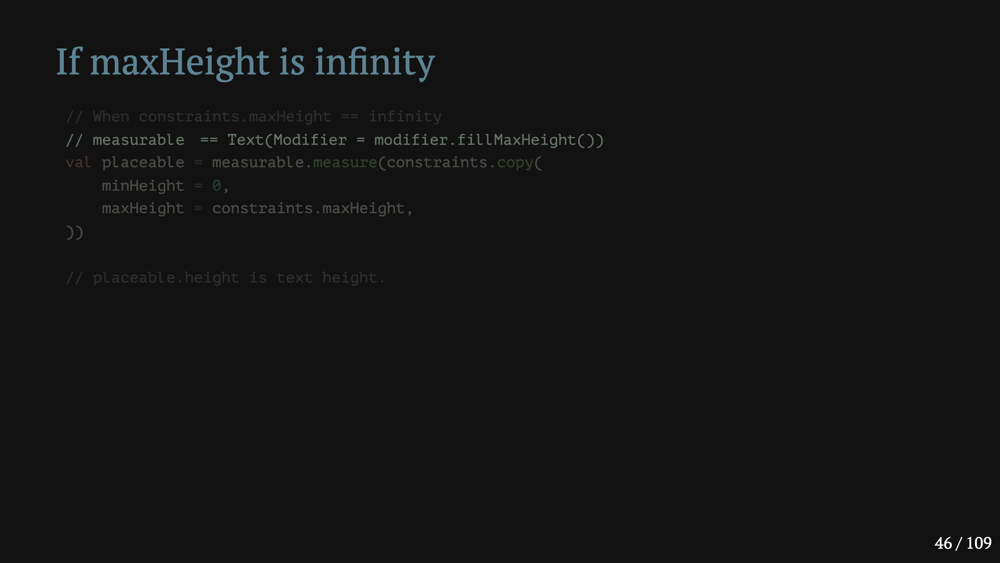 If maxHeight is infinity
// When constraints.maxHeight == infinity
// measurable == Text(Modifier = modifier.fillMaxHeight())
val placeable = measurable.measure(constraints.copy(
    minHeight = 0,
    maxHeight = constraints.maxHeight,
))
// placeable.height is text height.
46 / 109